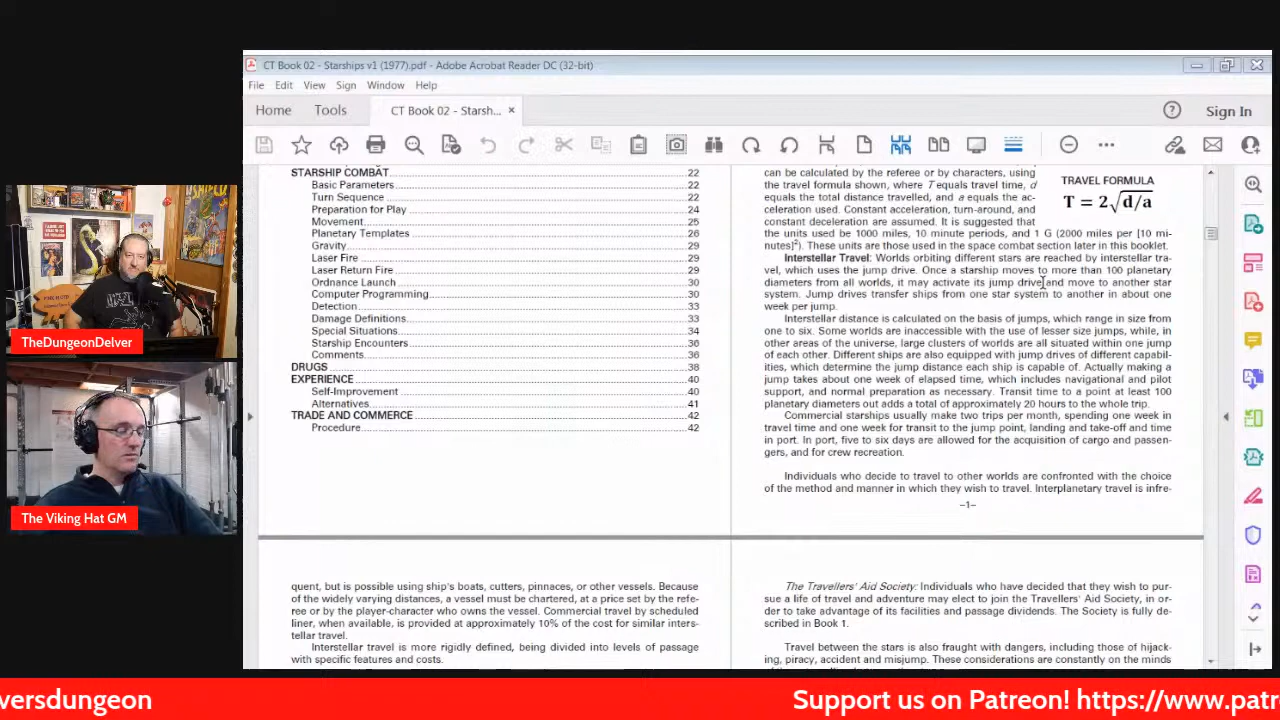 CT Book 02 - Starships v1 (1977).pdf - Adobe Acrobat Reader DC (32-bit)
File Edit View Sign Window Help
Home Tools CT Book 02 - Starsh... × Sign In
STARSHIP COMBAT 22
Basic Parameters 22
Turn Sequence 22
Preparation for Play 24
Movement 25
Planetary Templates 26
Gravity 29
Laser Fire 29
Laser Return Fire 29
Ordnance Launch 30
Computer Programming 30
Detection 33
Damage Definitions 33
Special Situations 34
Starship Encounters 36
Comments 36
DRUGS 38
EXPERIENCE 40
Self-Improvement 40
Alternatives 41
TRADE AND COMMERCE 42
Procedure 42
can be calculated by the referee or by characters, using
the travel formula shown, where T equals travel time, d
equals the total distance travelled, and a equals the ac-
celeration used. Constant acceleration, turn-around, and
constant deceleration are assumed. It is suggested that
the units used be 1000 miles, 10 minute periods, and 1 G (2000 miles per [10 mi-
nutes]²). These units are those used in the space combat section later in this booklet.
TRAVEL FORMULA
T = 2√d/a
Interstellar Travel: Worlds orbiting different stars are reached by interstellar tra-
vel, which uses the jump drive. Once a starship moves to more than 100 planetary
diameters from all worlds, it may activate its jump drive and move to another star
system. Jump drives transfer ships from one star system to another in about one
week per jump.
Interstellar distance is calculated on the basis of jumps, which range in size from
one to six. Some worlds are inaccessible with the use of lesser size jumps, while, in
other areas of the universe, large clusters of worlds are all situated within one jump
of each other. Different ships are also equipped with jump drives of different capabil-
ities, which determine the jump distance each ship is capable of. Actually making a
jump takes about one week of elapsed time, which includes navigational and pilot
support, and normal preparation as necessary. Transit time to a point at least 100
planetary diameters out adds a total of approximately 20 hours to the whole trip.
Commercial starships usually make two trips per month, spending one week in
travel time and one week for transit to the jump point, landing and take-off and time
in port. In port, five to six days are allowed for the acquisition of cargo and passen-
gers, and for crew recreation.
Individuals who decide to travel to other worlds are confronted with the choice
of the method and manner in which they wish to travel. Interplanetary travel is infre-
—1—
quent, but is possible using ship's boats, cutters, pinnaces, or other vessels. Because
of the widely varying distances, a vessel must be chartered, at a price set by the refe-
ree or by the player-character who owns the vessel. Commercial travel by scheduled
liner, when available, is provided at approximately 10% of the cost for similar inters-
tellar travel.
Interstellar travel is more rigidly defined, being divided into levels of passage
with specific features and costs.
The Travellers' Aid Society: Individuals who have decided that they wish to pur-
sue a life of travel and adventure may elect to join the Travellers' Aid Society, in or-
der to take advantage of its facilities and passage dividends. The Society is fully de-
scribed in Book 1.
Travel between the stars is also fraught with dangers, including those of hijack-
ing, piracy, accident and misjump. These considerations are constantly on the minds
TheDungeonDelver
The Viking Hat GM
versdungeon
Support us on Patreon! https://www.patr